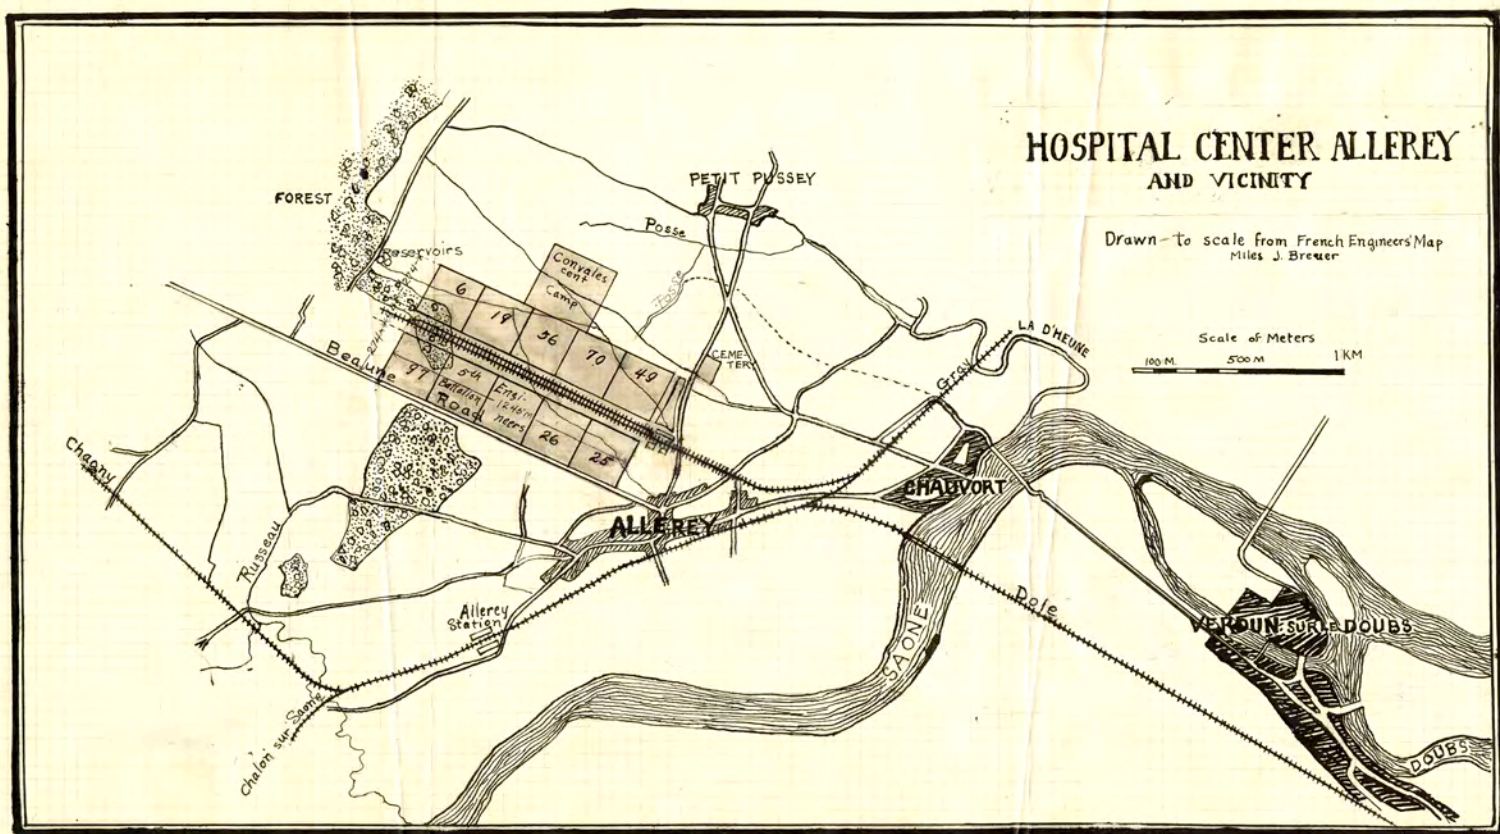 HOSPITAL CENTER ALLEREY
AND VICINITY
Drawn to scale from French Engineers' Map
Miles J. Breuer
Scale of Meters
100 M. 500 M 1 KM
FOREST
Reservoirs
PETIT PUSSEY
Posse
Fosse
Convales
cent
Camp
6
19
56
70
49
CEME-
TERY
LA D'HEUNE
Gray
Beaune
Road
97
5th
Battalion
Engi-
neers
26
25
Chagny
CHAUVORT
ALLEREY
Russeau
Allerey
Station
Dole
SAONE
VERDUN SUR LE DOUBS
Chalon sur Saone
DOUBS